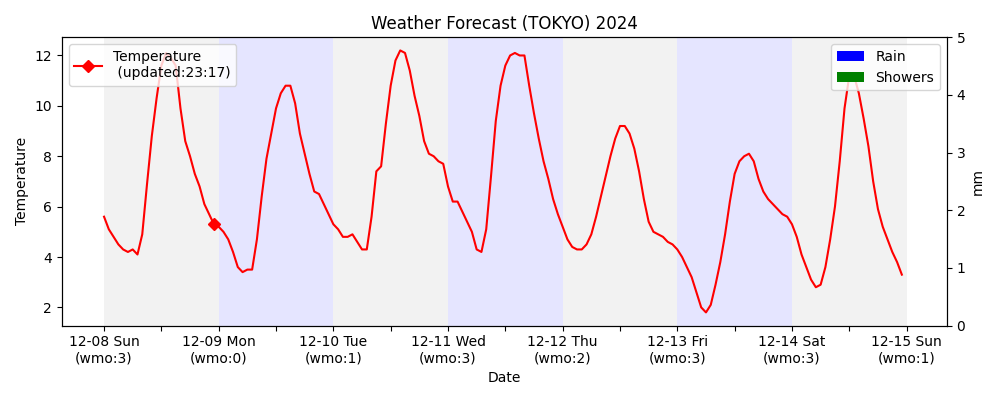 Weather Forecast (TOKYO) 2024
Temperature
(updated:23:17)
Rain
Showers
12
10
8
6
4
2
Temperature
5
4
3
2
1
0
mm
12-08 Sun
(wmo:3)
12-09 Mon
(wmo:0)
12-10 Tue
(wmo:1)
12-11 Wed
(wmo:3)
12-12 Thu
(wmo:2)
12-13 Fri
(wmo:3)
12-14 Sat
(wmo:3)
12-15 Sun
(wmo:1)
Date